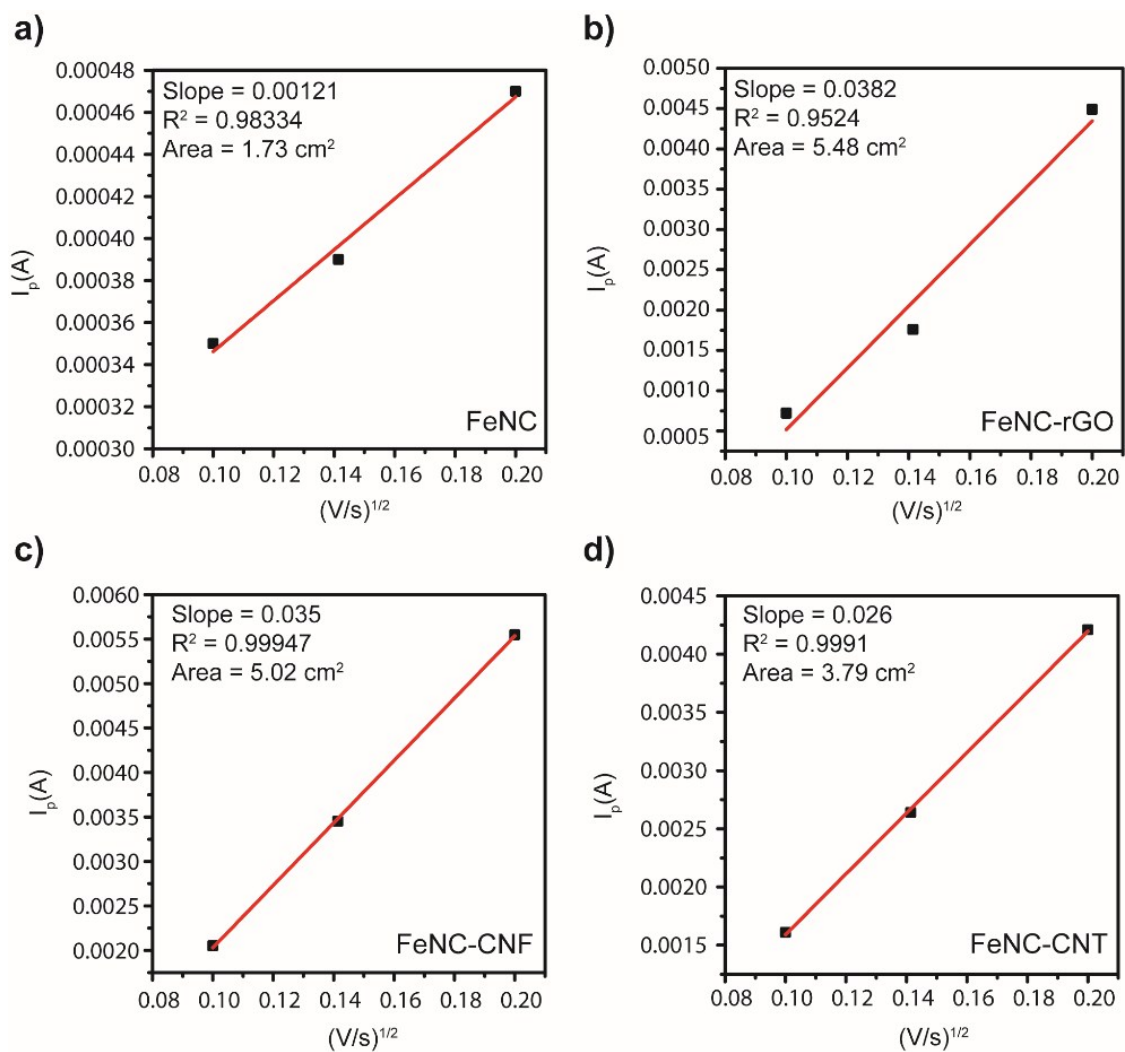 a)
0.00048
0.00046
0.00044
0.00042
0.00040
0.00038
0.00036
0.00034
0.00032
0.00030
I_p(A)
Slope = 0.00121
R² = 0.98334
Area = 1.73 cm²
FeNC
0.08 0.10 0.12 0.14 0.16 0.18 0.20
(V/s)^1/2
b)
0.0050
0.0045
0.0040
0.0035
0.0030
0.0025
0.0020
0.0015
0.0010
0.0005
I_p(A)
Slope = 0.0382
R² = 0.9524
Area = 5.48 cm²
FeNC-rGO
0.08 0.10 0.12 0.14 0.16 0.18 0.20
(V/s)^1/2
c)
0.0060
0.0055
0.0050
0.0045
0.0040
0.0035
0.0030
0.0025
0.0020
I_p(A)
Slope = 0.035
R² = 0.99947
Area = 5.02 cm²
FeNC-CNF
0.08 0.10 0.12 0.14 0.16 0.18 0.20
(V/s)^1/2
d)
0.0045
0.0040
0.0035
0.0030
0.0025
0.0020
0.0015
I_p(A)
Slope = 0.026
R² = 0.9991
Area = 3.79 cm²
FeNC-CNT
0.08 0.10 0.12 0.14 0.16 0.18 0.20
(V/s)^1/2